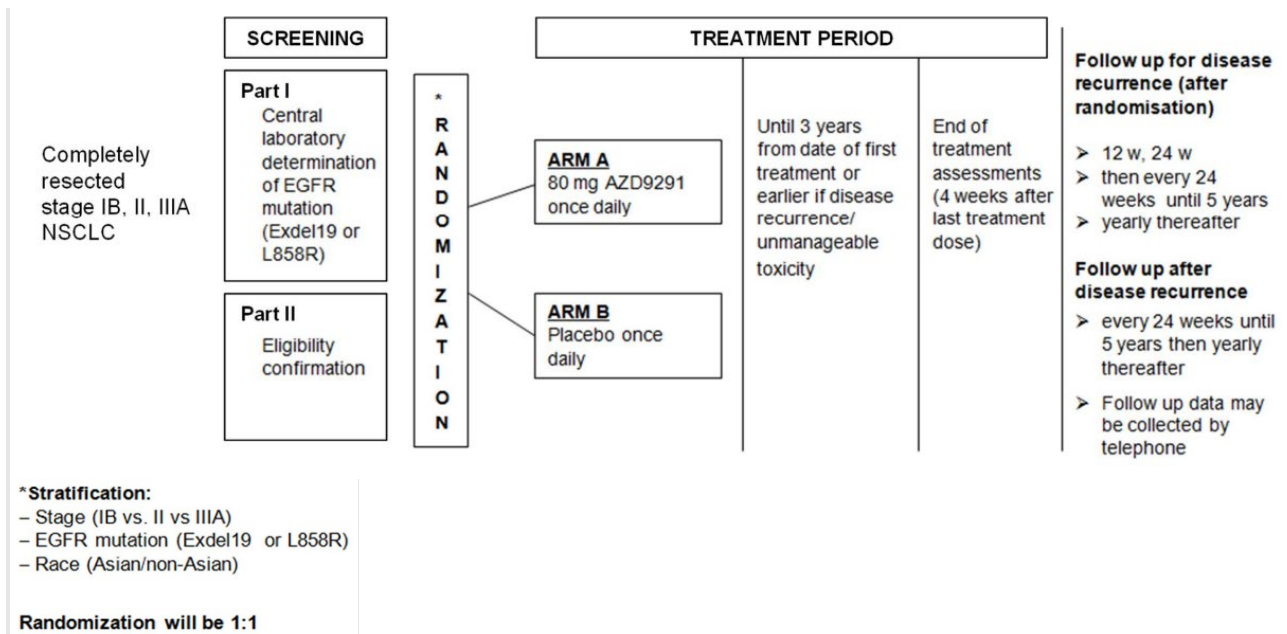 SCREENING
TREATMENT PERIOD
Completely
resected
stage IB, II, IIIA
NSCLC
Part I
Central
laboratory
determination
of EGFR
mutation
(Exdel19 or
L858R)
Part II
Eligibility
confirmation
*
R
A
N
D
O
M
I
Z
A
T
I
O
N
ARM A
80 mg AZD9291
once daily
ARM B
Placebo once
daily
Until 3 years
from date of first
treatment or
earlier if disease
recurrence/
unmanageable
toxicity
End of
treatment
assessments
(4 weeks after
last treatment
dose)
Follow up for disease
recurrence (after
randomisation)
➢ 12 w, 24 w
➢ then every 24
weeks until 5 years
➢ yearly thereafter
Follow up after
disease recurrence
➢ every 24 weeks until
5 years then yearly
thereafter
➢ Follow up data may
be collected by
telephone
*Stratification:
– Stage (IB vs. II vs IIIA)
– EGFR mutation (Exdel19 or L858R)
– Race (Asian/non-Asian)
Randomization will be 1:1